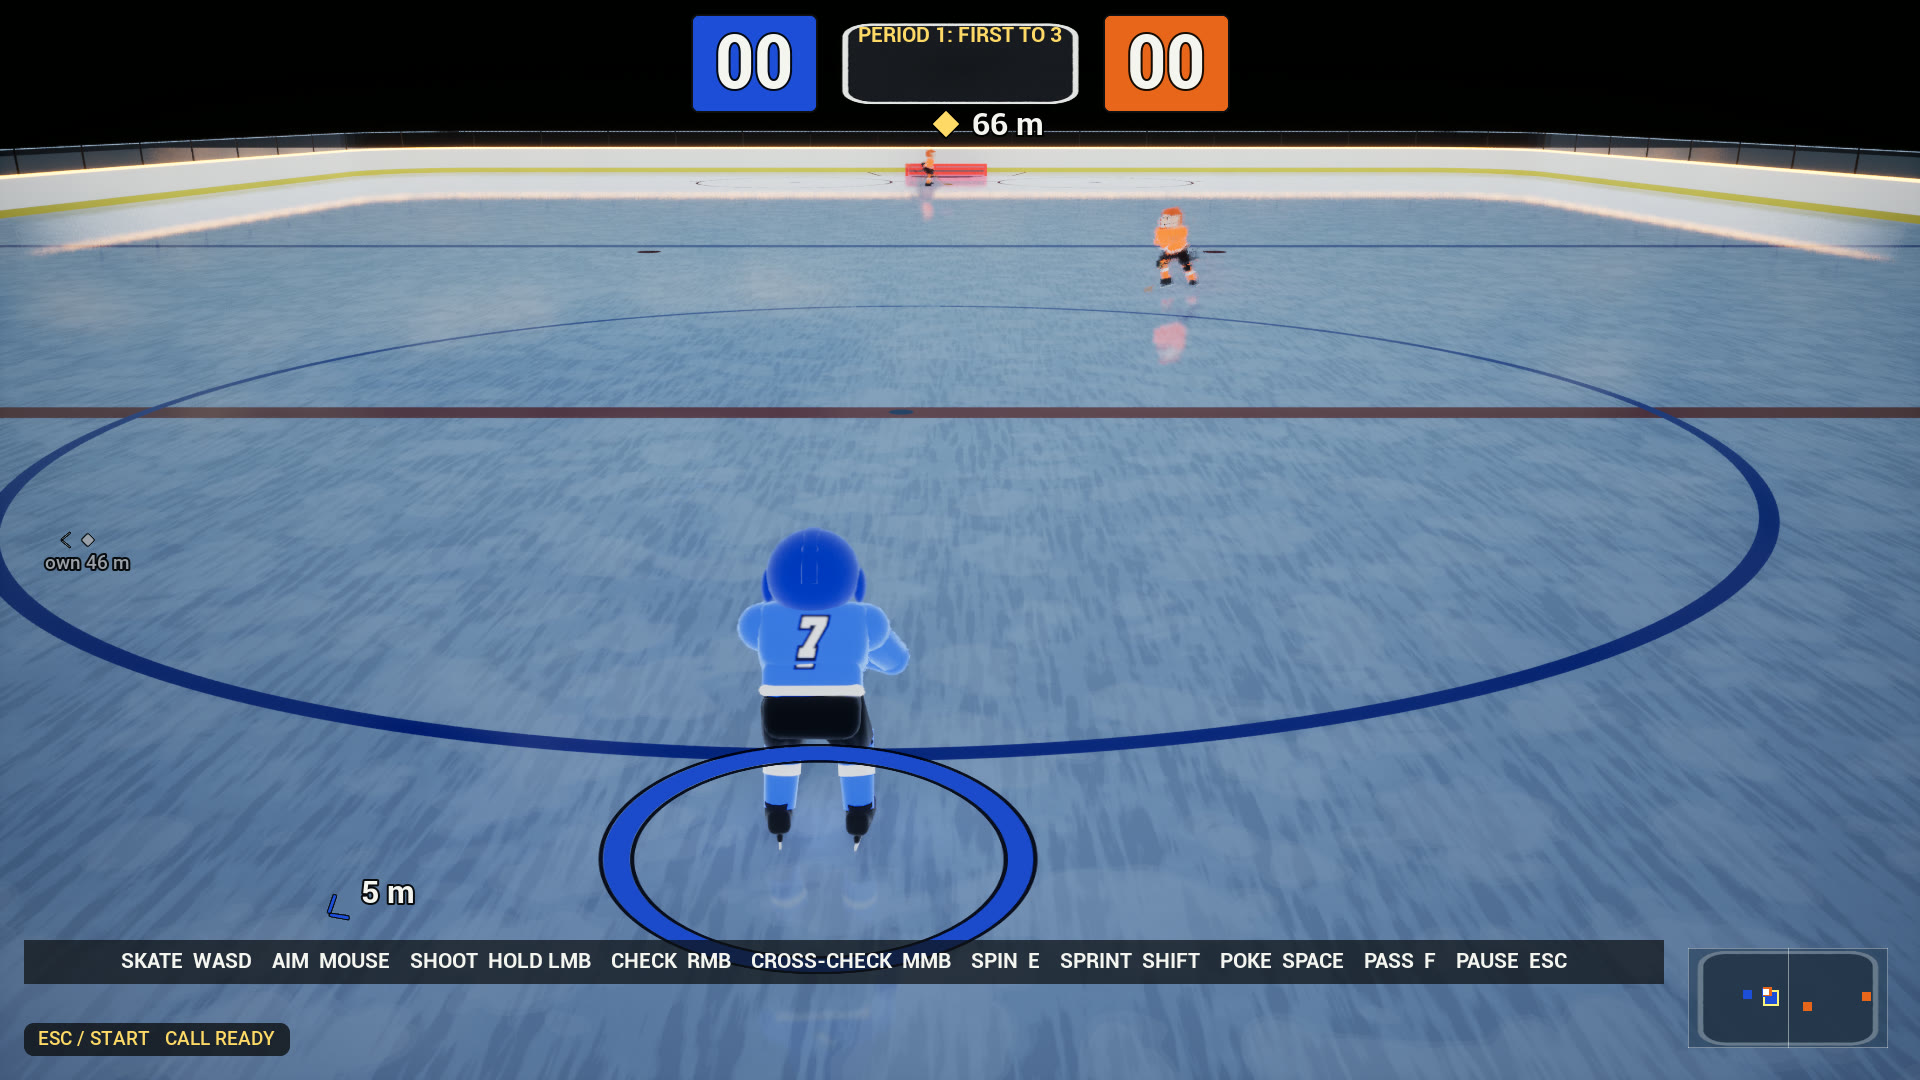 00
PERIOD 1: FIRST TO 3
00
66 m
own 46 m
7
5 m
SKATE WASD AIM MOUSE SHOOT HOLD LMB CHECK RMB CROSS-CHECK MMB SPIN E SPRINT SHIFT POKE SPACE PASS F PAUSE ESC
ESC / START CALL READY